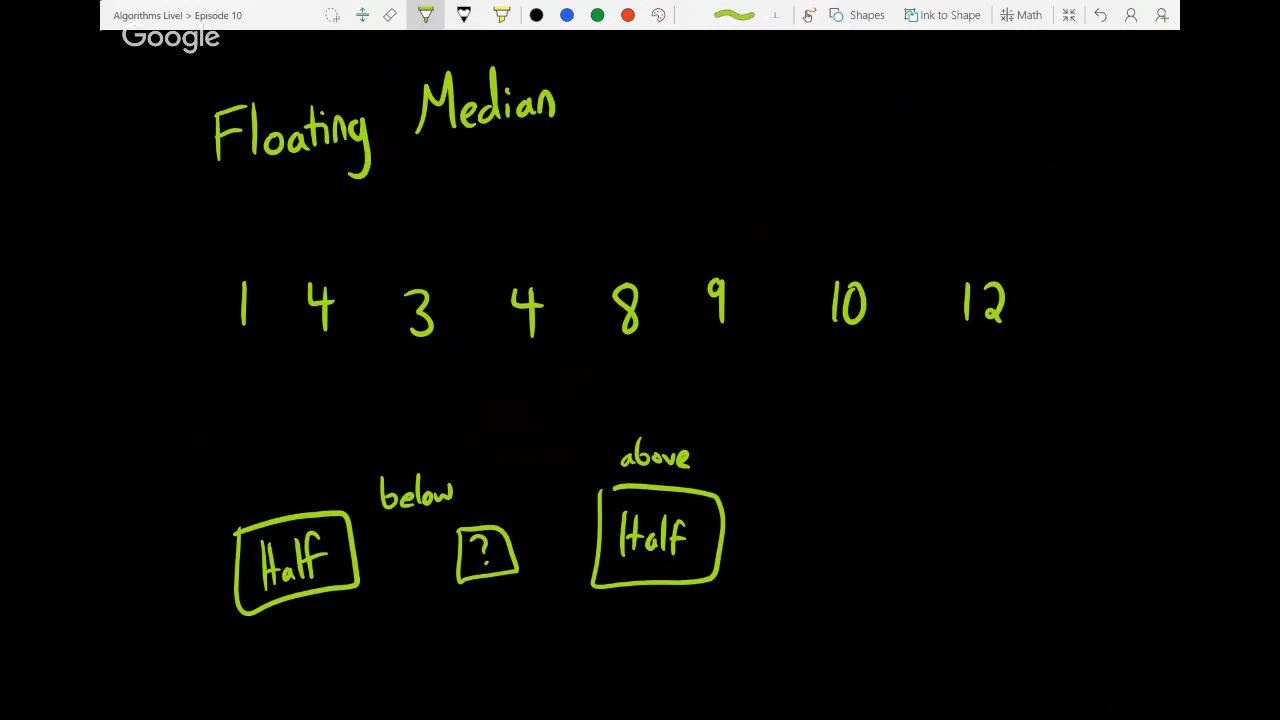 Algorithms Live! > Episode 10
Shapes
Ink to Shape
Math
Google
Floating Median
1 4 3 4 8 9 10 12
above
below
Half ? Half